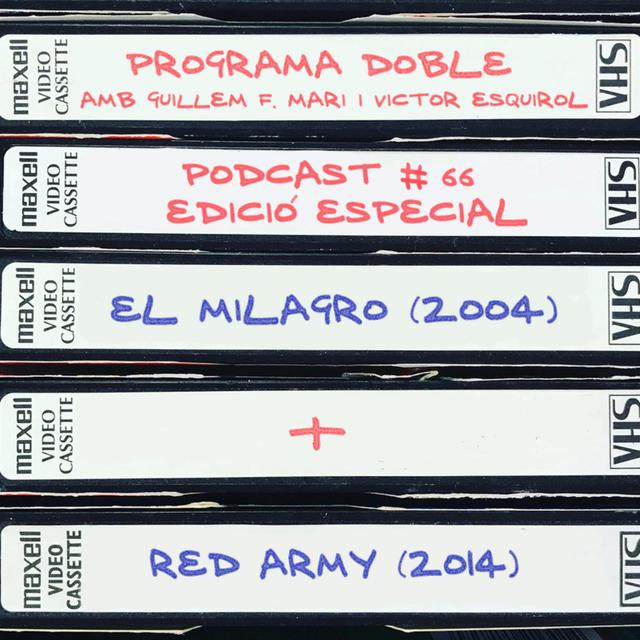 maxell
VIDEO
CASSETTE
PROGRAMA DOBLE
AMB GUILLEM F. MARI I VICTOR ESQUIROL
VHS
maxell
VIDEO
CASSETTE
PODCAST # 66
EDICIÓ ESPECIAL
VHS
maxell
VIDEO
CASSETTE
EL MILAGRO (2004)
VHS
maxell
VIDEO
CASSETTE
+
VHS
maxell
VIDEO
CASSETTE
RED ARMY (2014)
VHS